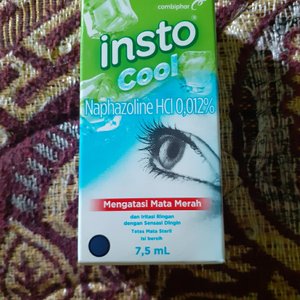 combiphar
insto
Cool
Naphazoline HCl 0,012%
Mengatasi Mata Merah
dan Iritasi Ringan
dengan Sensasi Dingin
Tetes Mata Steril
Isi bersih
7,5 mL